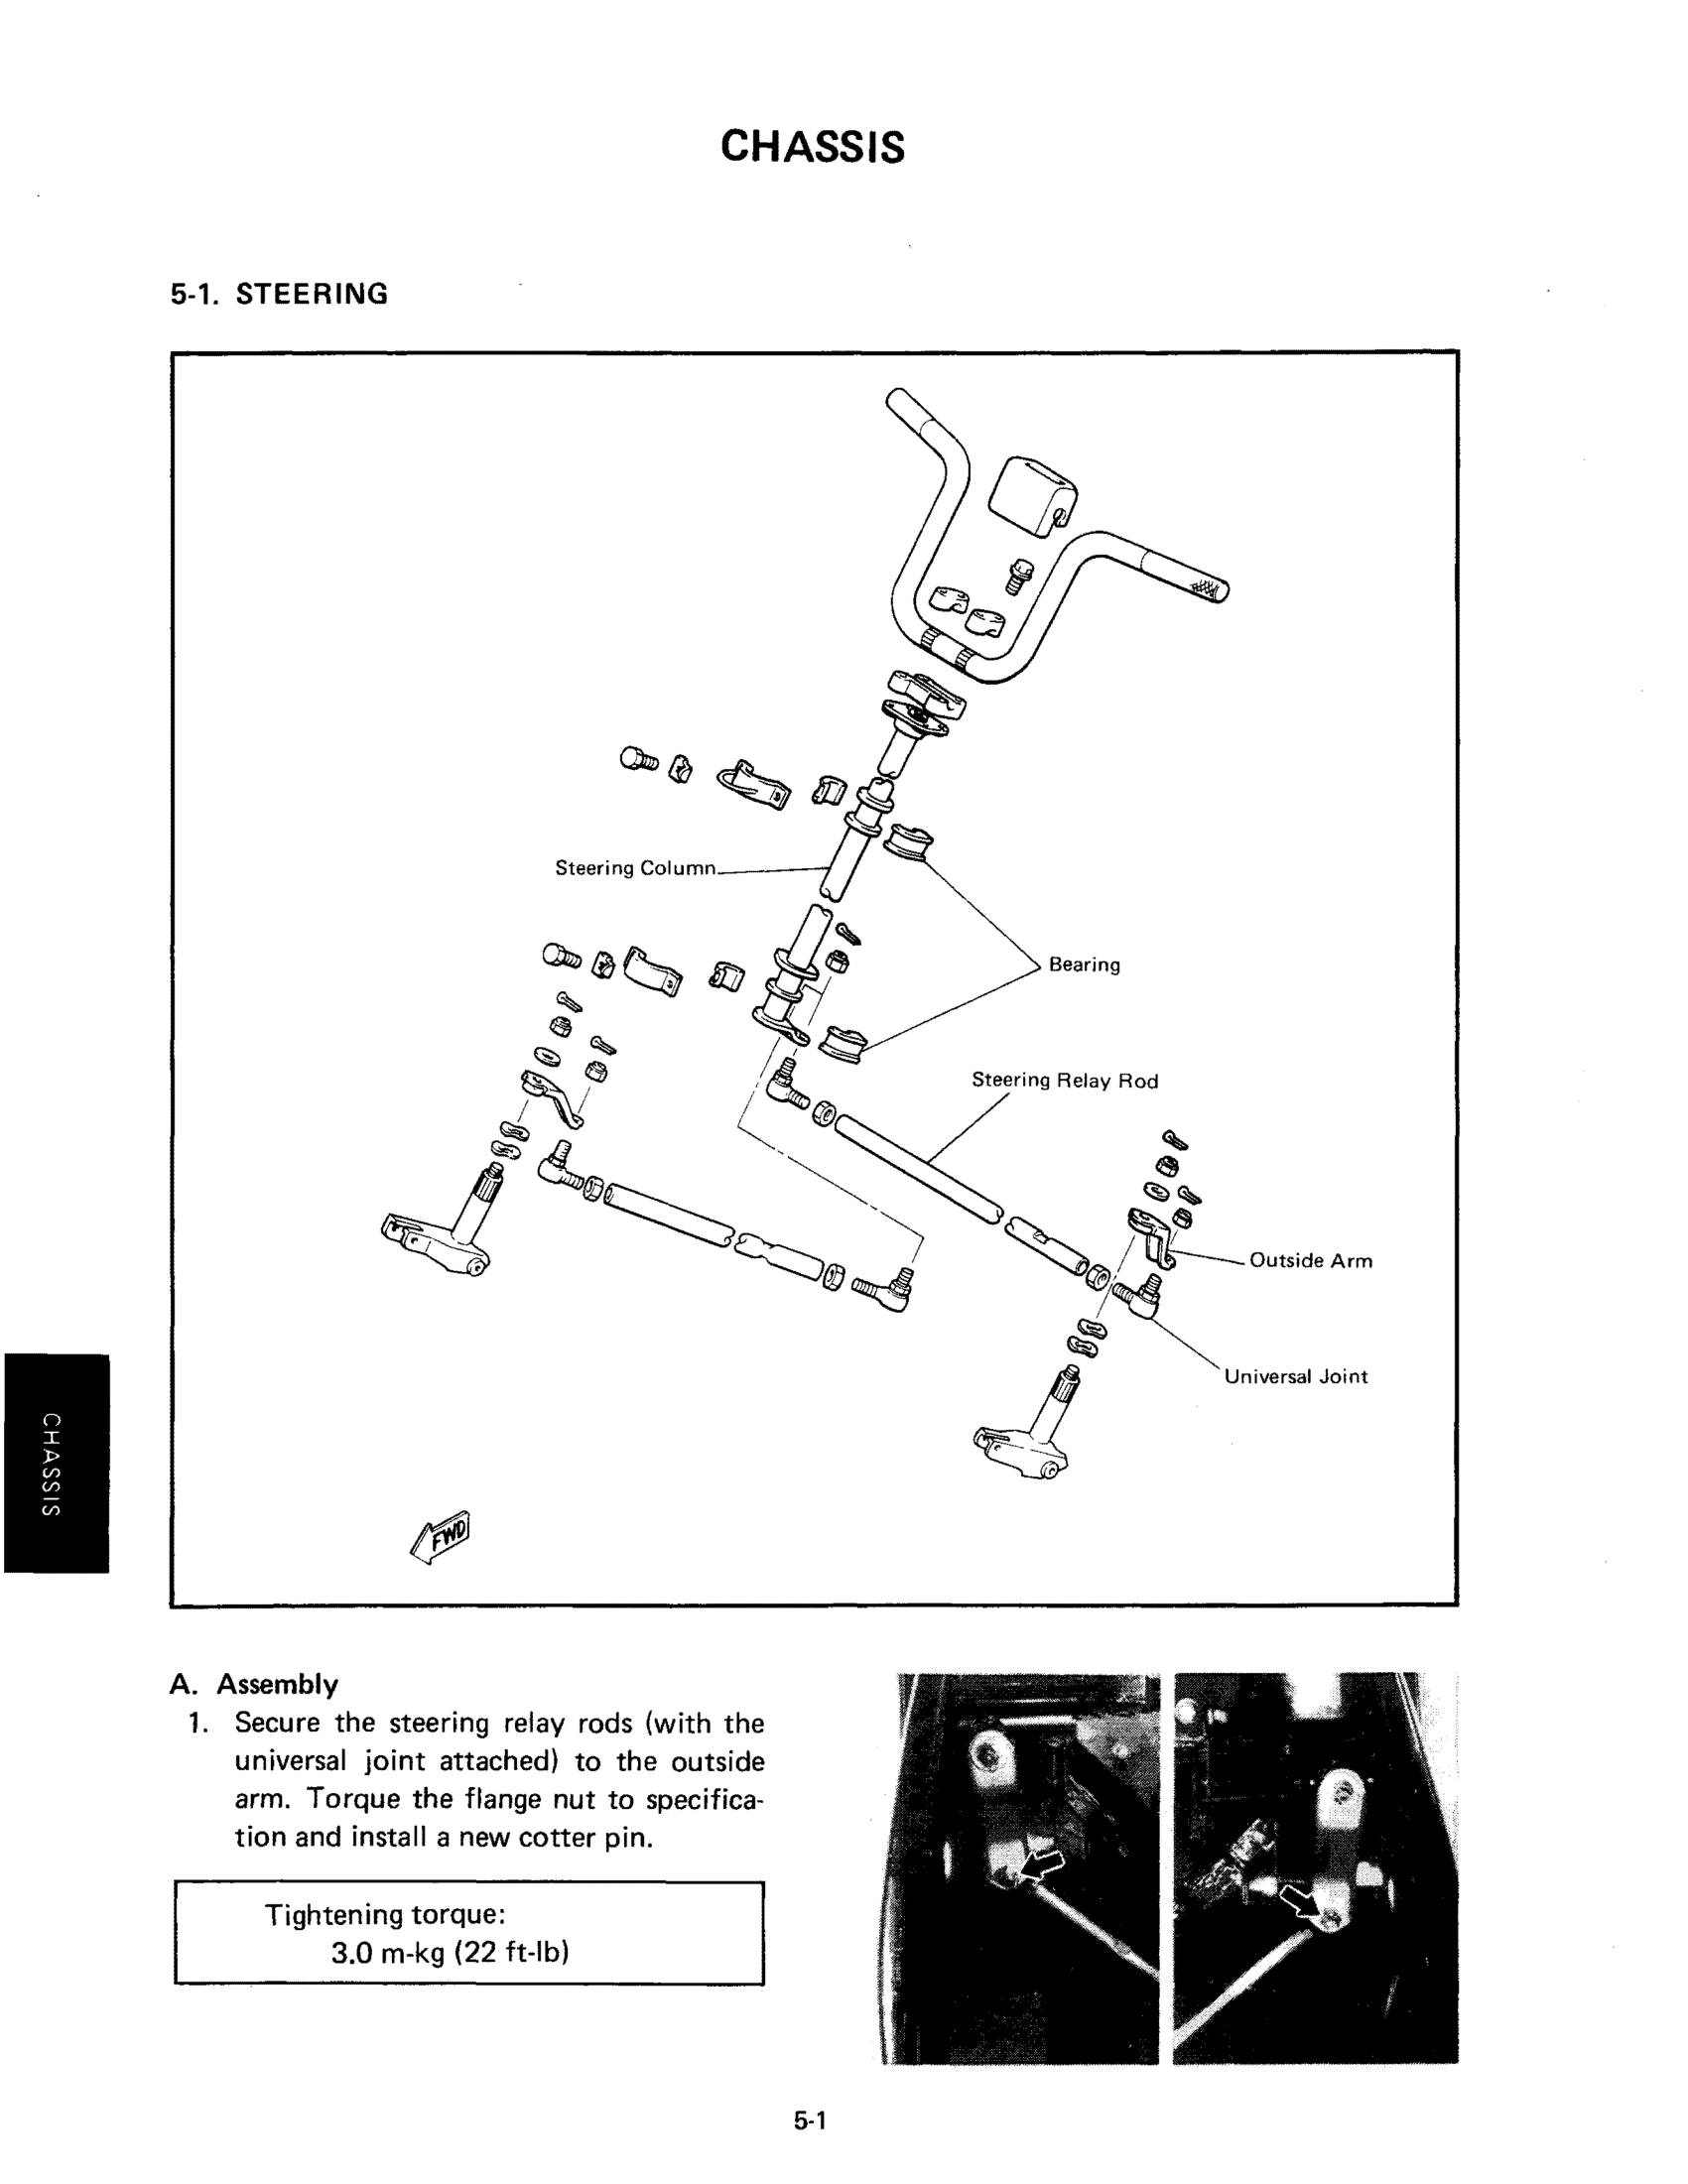 CHASSIS
5-1. STEERING
Steering Column
Bearing
Steering Relay Rod
Outside Arm
Universal Joint
FWD
CHASSIS
A. Assembly
1. Secure the steering relay rods (with the
universal joint attached) to the outside
arm. Torque the flange nut to specifica-
tion and install a new cotter pin.
Tightening torque:
3.0 m-kg (22 ft-lb)
5-1